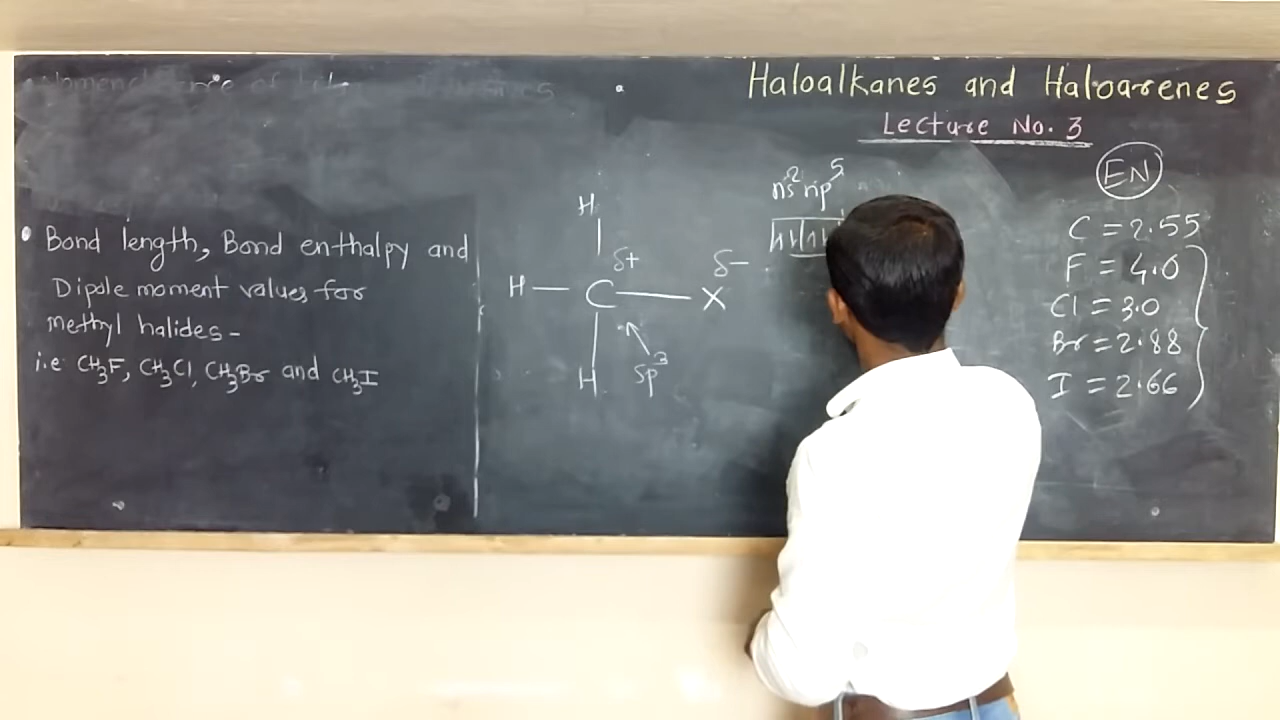 Haloalkanes and Haloarenes
Lecture No. 3
• Bond length, Bond enthalpy and
Dipole moment values for
methyl halides -
i.e CH3F, CH3Cl, CH3Br and CH3I
H
δ+ δ-
H — C — X
H
sp3
ns2 np5
EN
C = 2.55
F = 4.0
Cl = 3.0
Br = 2.88
I = 2.66